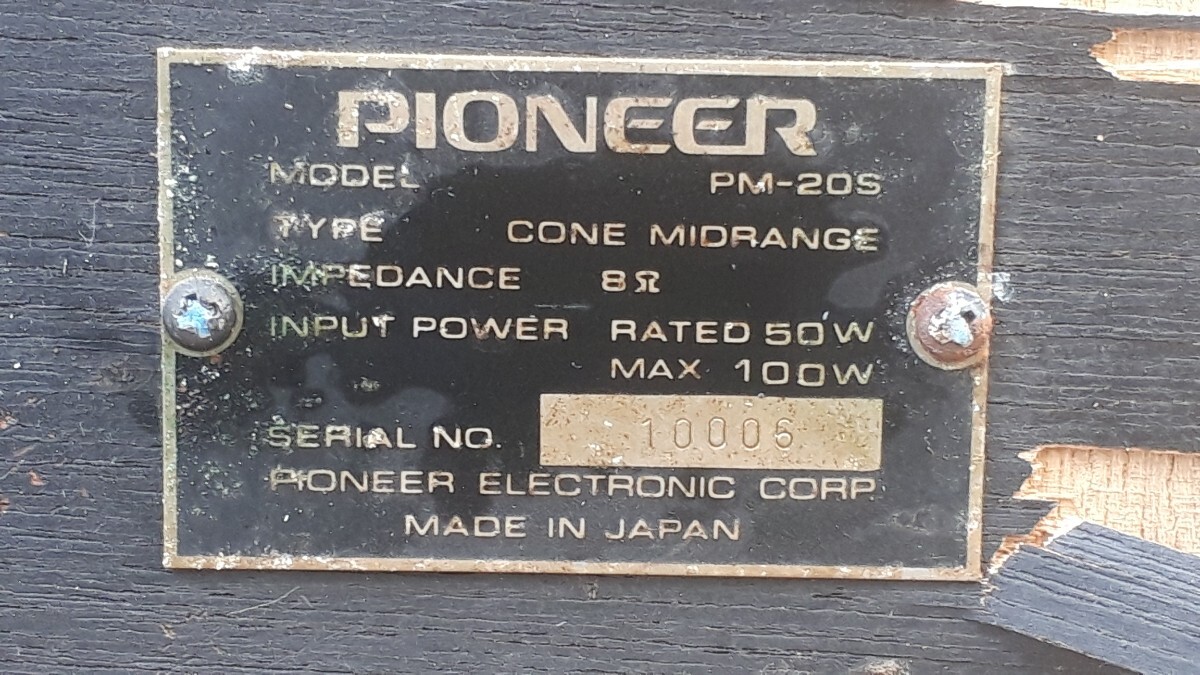 PIONEER
MODEL PM-20S
TYPE CONE MIDRANGE
IMPEDANCE 8Ω
INPUT POWER RATED 50W
MAX 100W
SERIAL NO. 10006
PIONEER ELECTRONIC CORP.
MADE IN JAPAN